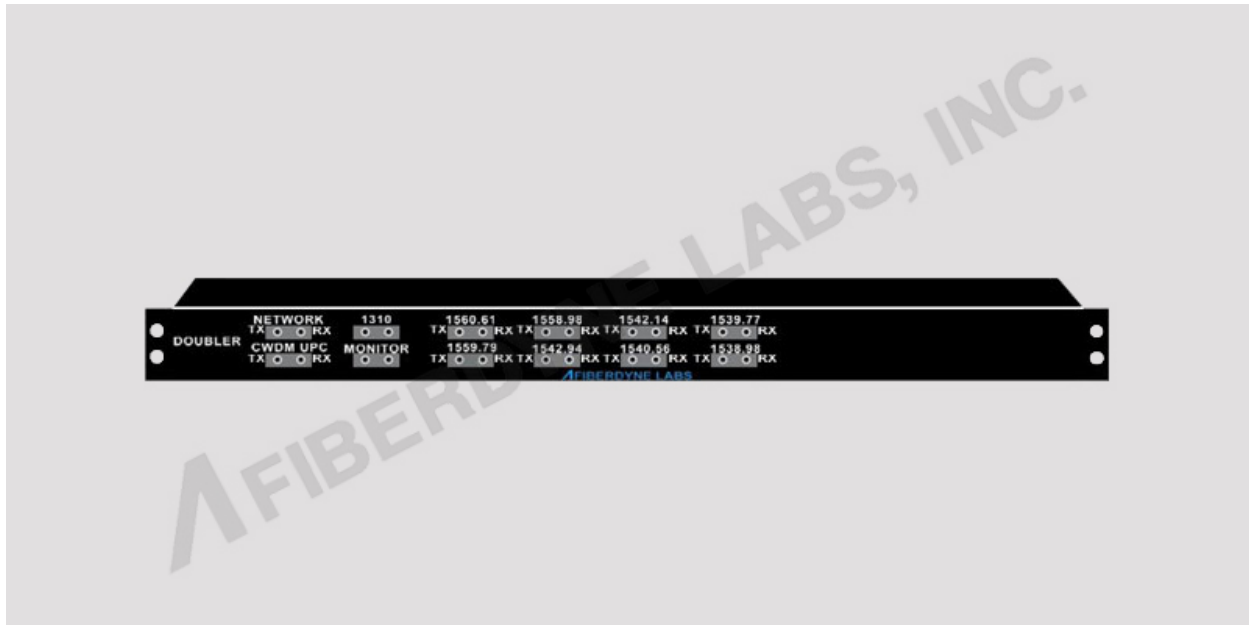 AFIBERDYNE LABS, INC.
NETWORK 1310 1560.61 1558.98 1542.14 1539.77
TX RX TX RX TX RX TX RX TX RX
DOUBLER
CWDM UPC MONITOR 1559.79 1542.94 1540.56 1538.98
TX RX TX RX TX RX TX RX TX RX
AFIBERDYNE LABS